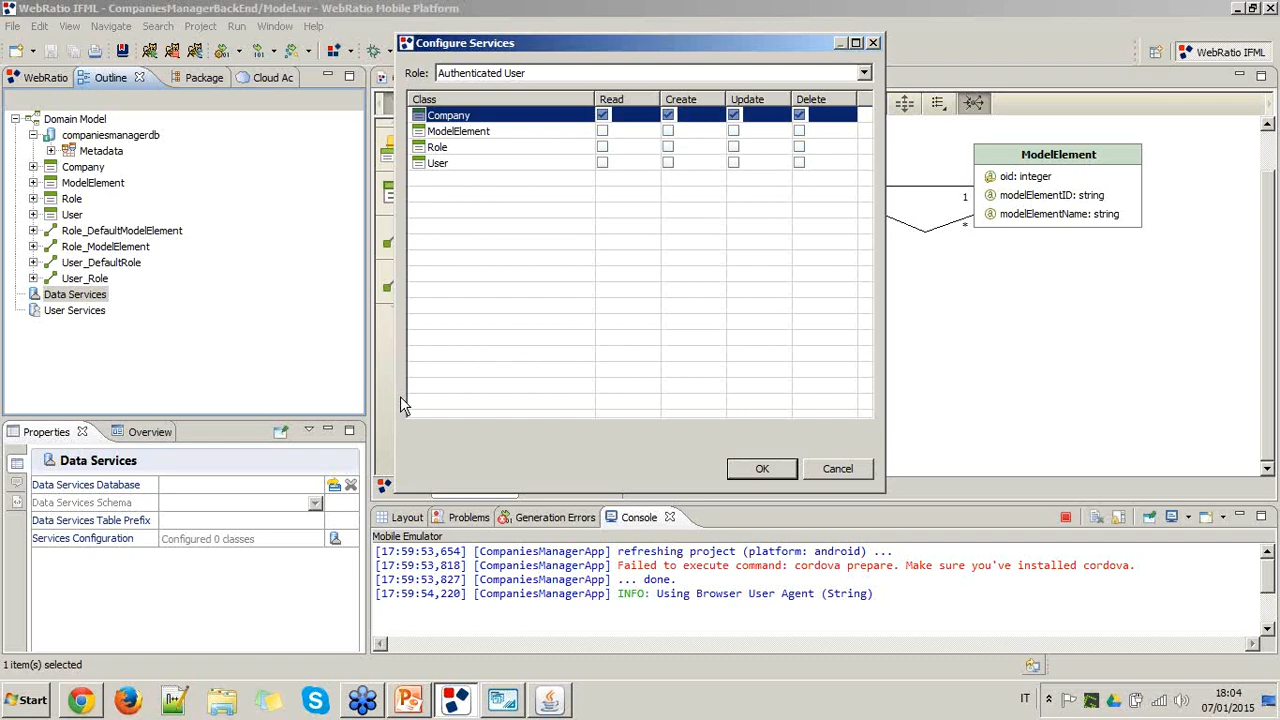 WebRatio IFML - CompaniesManagerBackEnd/Model.wr - WebRatio Mobile Platform
File Edit Navigate Search Project Run Window Help
WebRatio IFML
WebRatio Outline Package Cloud Ac
Domain Model
companiesmanagerdb
Metadata
Company
ModelElement
Role
User
Role_DefaultModelElement
Role_ModelElement
User_DefaultRole
User_Role
Data Services
User Services
Configure Services
Role: Authenticated User
Class Read Create Update Delete
Company
ModelElement
Role
User
OK Cancel
ModelElement
oid: integer
modelElementID: string
modelElementName: string
1
*
Properties Overview
Data Services
Data Services Database
Data Services Schema
Data Services Table Prefix
Services Configuration Configured 0 classes
Layout Problems Generation Errors Console
Mobile Emulator
[17:59:53,654] [CompaniesManagerApp] refreshing project (platform: android) ...
[17:59:53,818] [CompaniesManagerApp] Failed to execute command: cordova prepare. Make sure you've installed cordova.
[17:59:53,827] [CompaniesManagerApp] ... done.
[17:59:54,220] [CompaniesManagerApp] INFO: Using Browser User Agent (String)
1 item(s) selected
Start
IT
18:04
07/01/2015